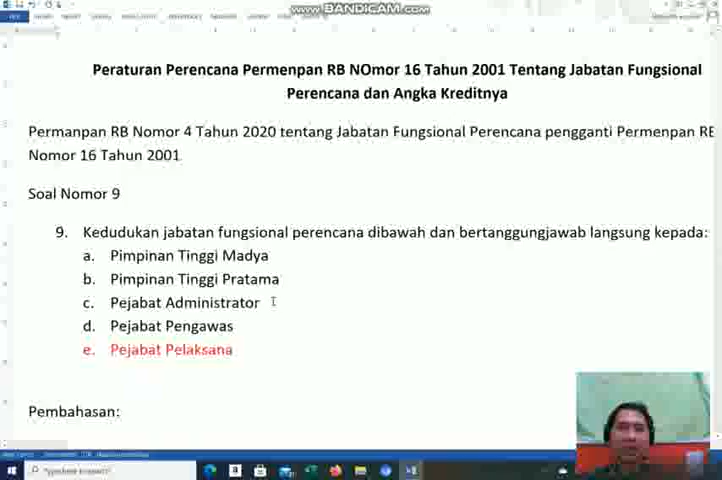 www.BANDICAM.com
Peraturan Perencana Permenpan RB NOmor 16 Tahun 2001 Tentang Jabatan Fungsional
Perencana dan Angka Kreditnya
Permanpan RB Nomor 4 Tahun 2020 tentang Jabatan Fungsional Perencana pengganti Permenpan RB
Nomor 16 Tahun 2001
Soal Nomor 9
9. Kedudukan jabatan fungsional perencana dibawah dan bertanggungjawab langsung kepada:
a. Pimpinan Tinggi Madya
b. Pimpinan Tinggi Pratama
c. Pejabat Administrator
d. Pejabat Pengawas
e. Pejabat Pelaksana
Pembahasan: